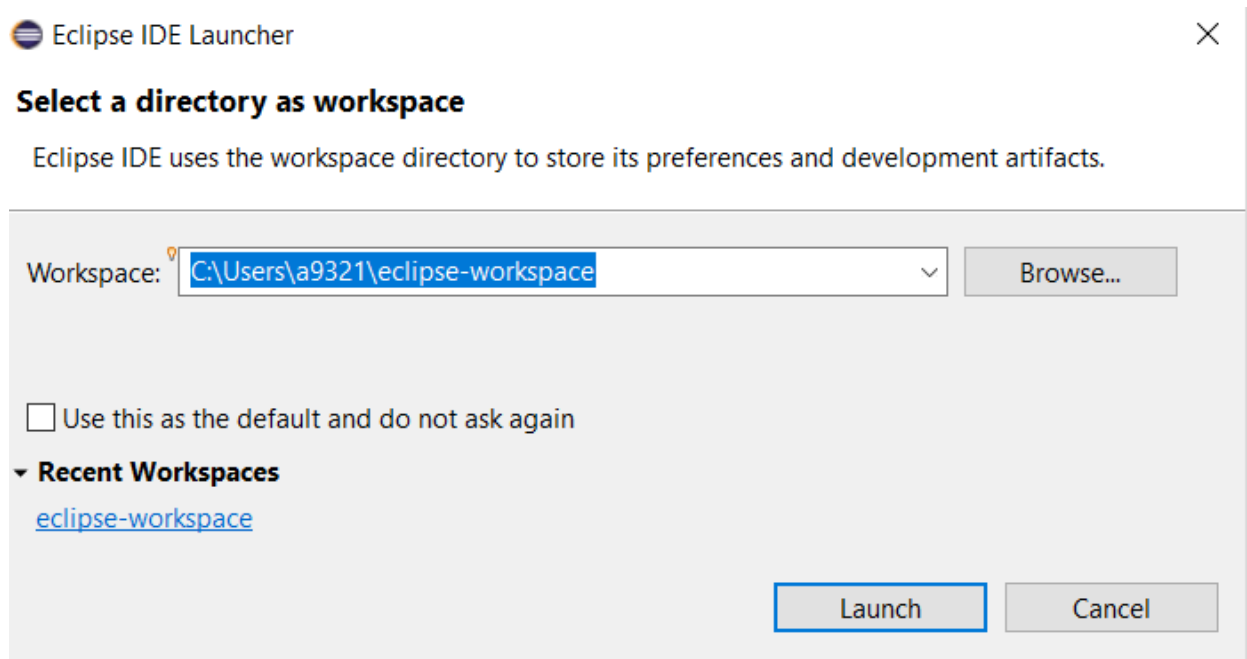 Eclipse IDE Launcher
Select a directory as workspace
Eclipse IDE uses the workspace directory to store its preferences and development artifacts.
Workspace: C:\Users\a9321\eclipse-workspace Browse...
Use this as the default and do not ask again
Recent Workspaces
eclipse-workspace
Launch Cancel